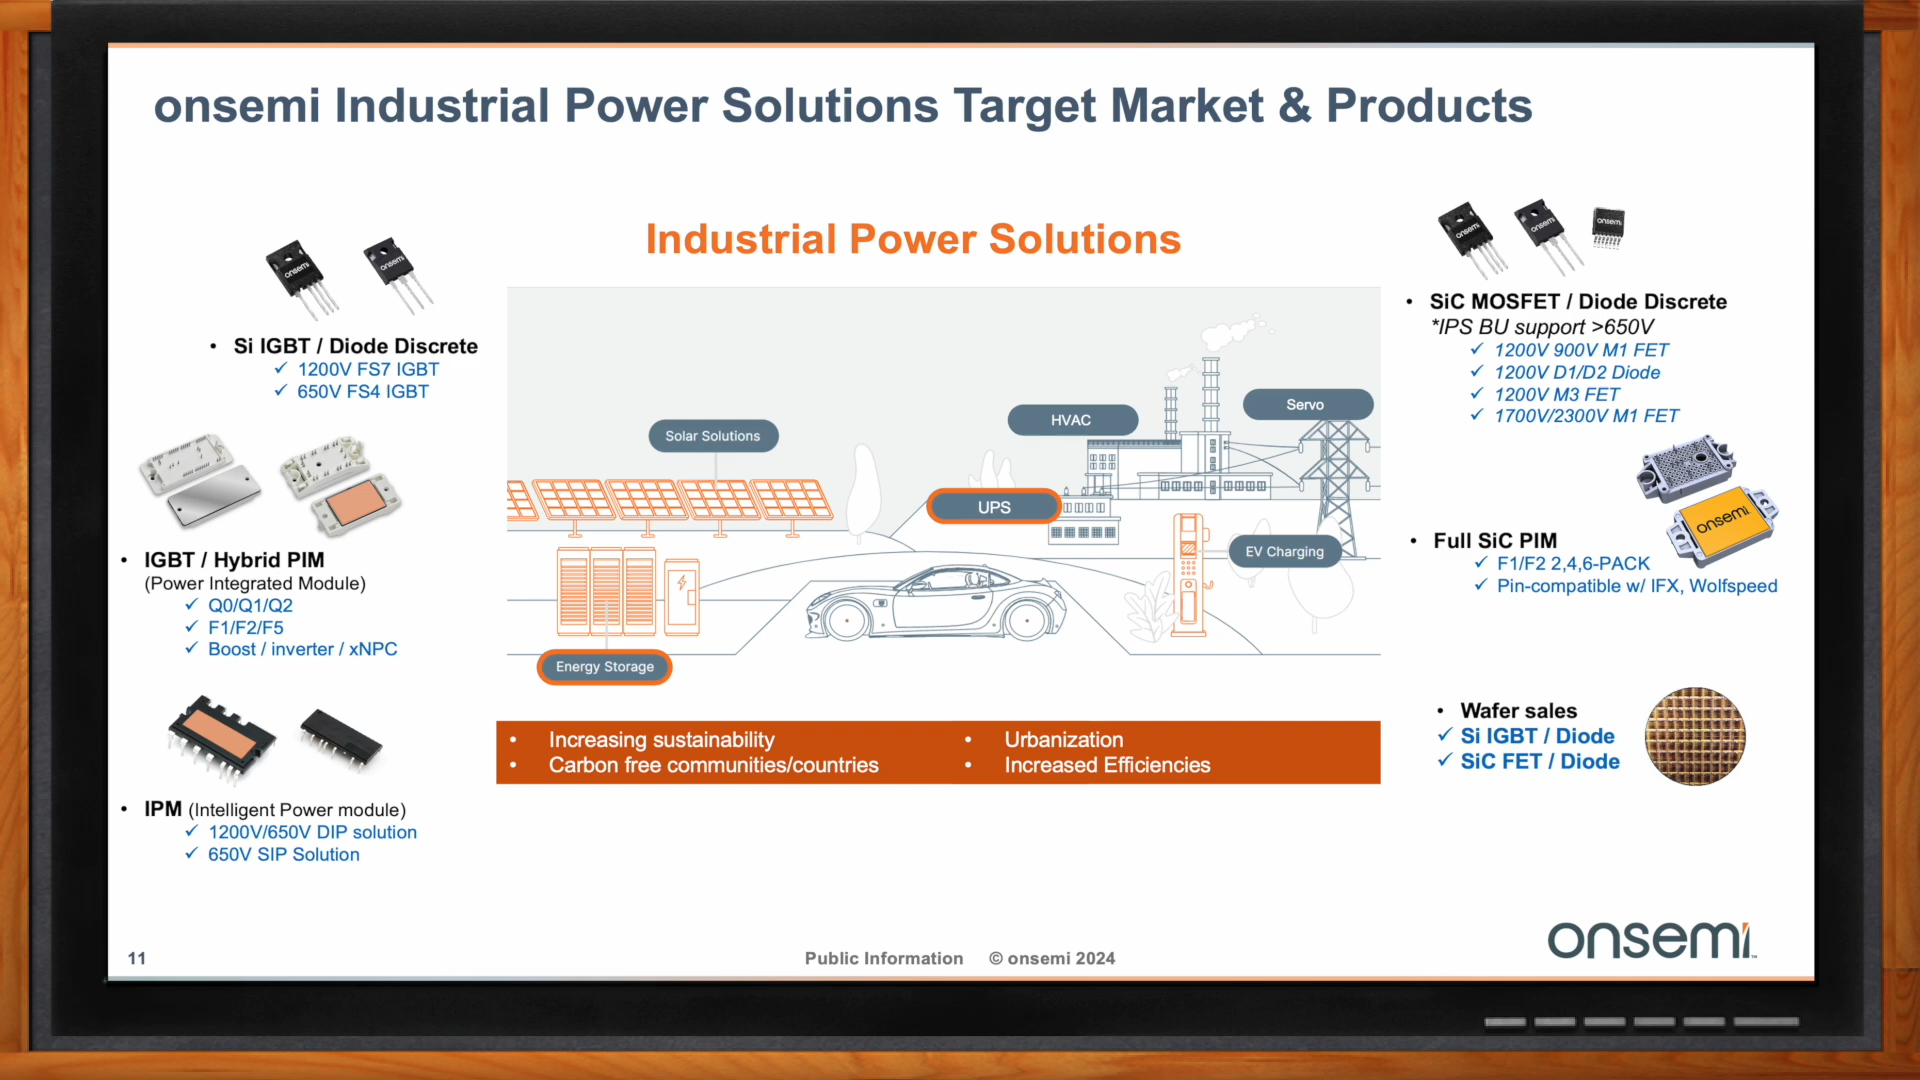 onsemi Industrial Power Solutions Target Market & Products
Industrial Power Solutions
onsemi
onsemi
• Si IGBT / Diode Discrete
✓ 1200V FS7 IGBT
✓ 650V FS4 IGBT
• IGBT / Hybrid PIM
(Power Integrated Module)
✓ Q0/Q1/Q2
✓ F1/F2/F5
✓ Boost / inverter / xNPC
• IPM (Intelligent Power module)
✓ 1200V/650V DIP solution
✓ 650V SIP Solution
Solar Solutions
HVAC
Servo
UPS
EV Charging
Energy Storage
• Increasing sustainability
• Carbon free communities/countries
• Urbanization
• Increased Efficiencies
onsemi
onsemi
onsemi
• SiC MOSFET / Diode Discrete
*IPS BU support >650V
✓ 1200V 900V M1 FET
✓ 1200V D1/D2 Diode
✓ 1200V M3 FET
✓ 1700V/2300V M1 FET
onsemi
• Full SiC PIM
✓ F1/F2 2,4,6-PACK
✓ Pin-compatible w/ IFX, Wolfspeed
• Wafer sales
✓ Si IGBT / Diode
✓ SiC FET / Diode
11
Public Information © onsemi 2024
onsemi™